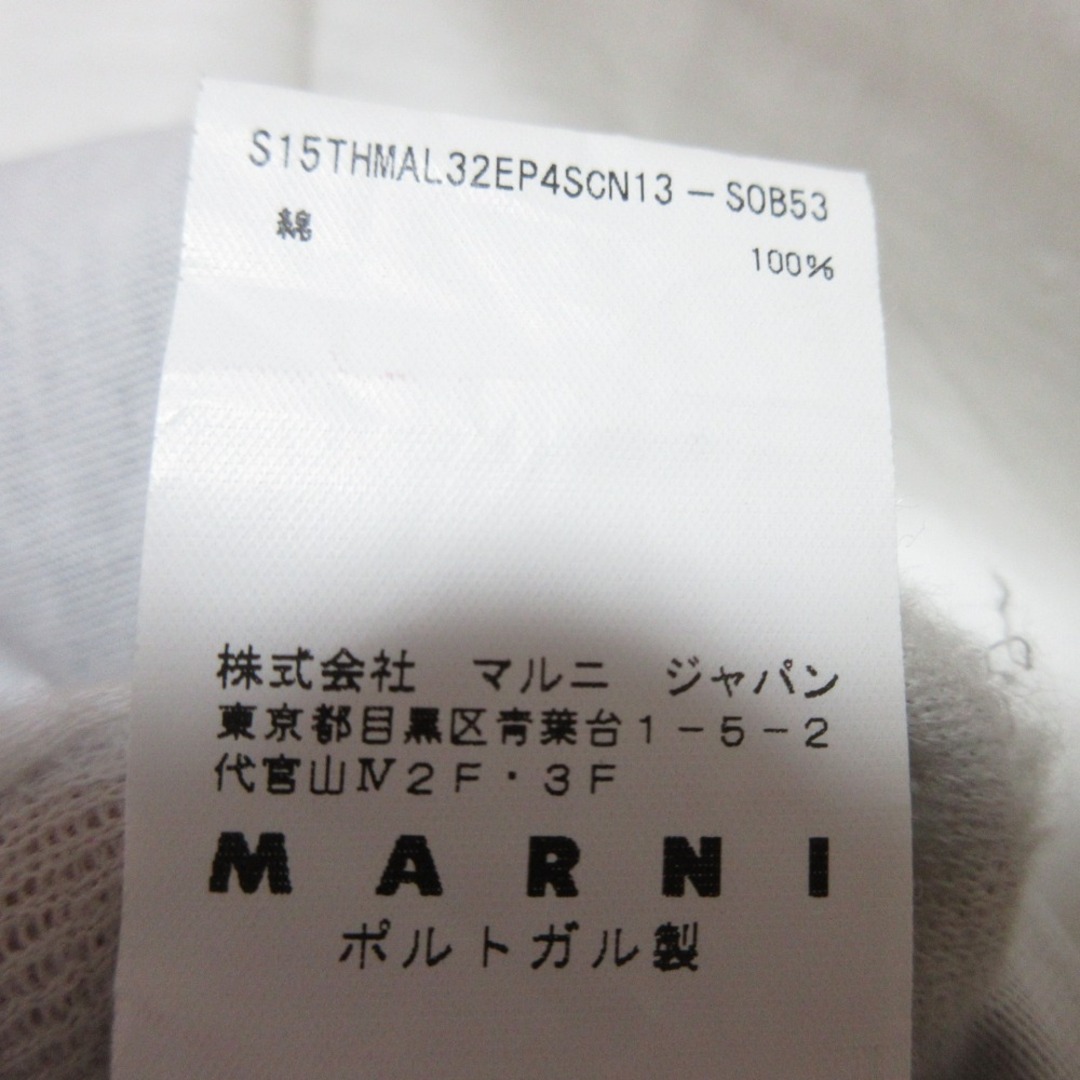 S15THMAL32EP4SCN13－S0B53
綿 100%
株式会社　マルニ　ジャパン
東京都目黒区青葉台１－５－２
代官山Ⅳ２Ｆ・３Ｆ
MARNI
ポルトガル製